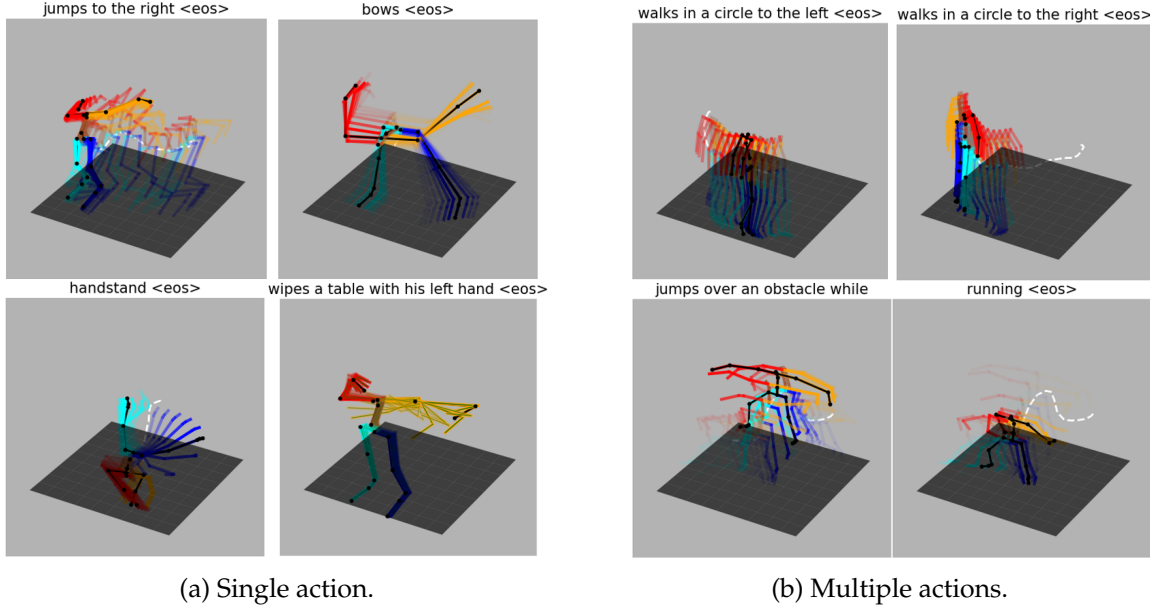 jumps to the right <eos>
bows <eos>
handstand <eos>
wipes a table with his left hand <eos>
(a) Single action.
walks in a circle to the left <eos>
walks in a circle to the right <eos>
jumps over an obstacle while
running <eos>
(b) Multiple actions.